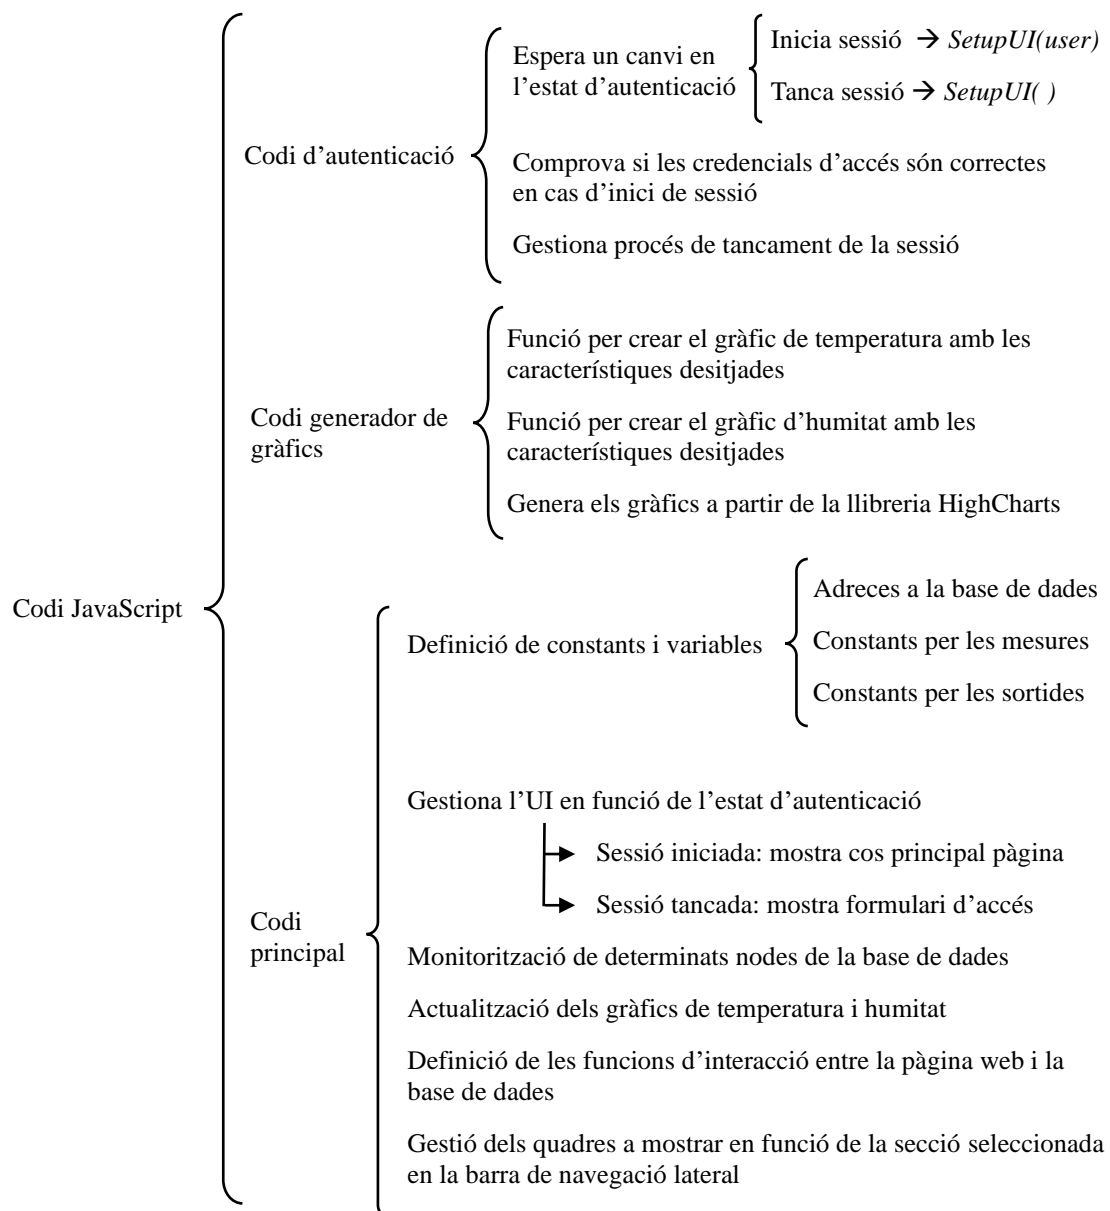 Codi JavaScript
Codi d’autenticació
Espera un canvi en
l’estat d’autenticació
Inicia sessió → SetupUI(user)
Tanca sessió → SetupUI( )
Comprova si les credencials d’accés són correctes
en cas d’inici de sessió
Gestiona procés de tancament de la sessió
Codi generador de
gràfics
Funció per crear el gràfic de temperatura amb les
característiques desitjades
Funció per crear el gràfic d’humitat amb les
característiques desitjades
Genera els gràfics a partir de la llibreria HighCharts
Codi
principal
Definició de constants i variables
Adreces a la base de dades
Constants per les mesures
Constants per les sortides
Gestiona l’UI en funció de l’estat d’autenticació
Sessió iniciada: mostra cos principal pàgina
Sessió tancada: mostra formulari d’accés
Monitorització de determinats nodes de la base de dades
Actualització dels gràfics de temperatura i humitat
Definició de les funcions d’interacció entre la pàgina web i la
base de dades
Gestió dels quadres a mostrar en funció de la secció seleccionada
en la barra de navegació lateral